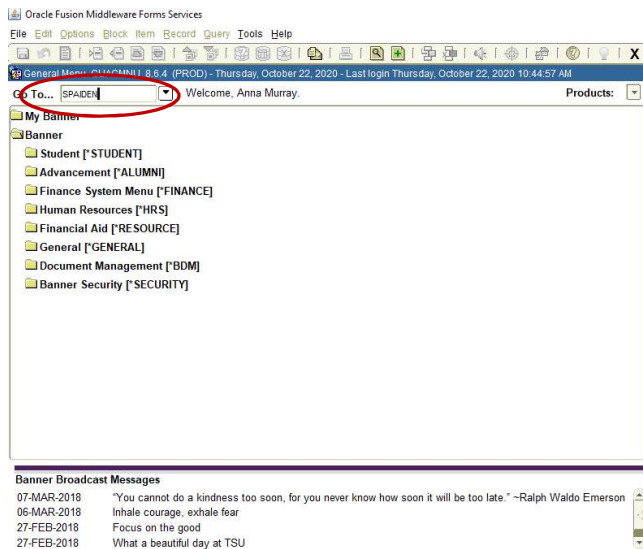 Oracle Fusion Middleware Forms Services
File Edit Options Block Item Record Query Tools Help
General Menu GUAGMNU 8.6.4 (PROD) - Thursday, October 22, 2020 - Last login Thursday, October 22, 2020 10:44:57 AM
Go To... SPAIDEN Welcome, Anna Murray. Products:
My Banner
Banner
Student [*STUDENT]
Advancement [*ALUMNI]
Finance System Menu [*FINANCE]
Human Resources [*HRS]
Financial Aid [*RESOURCE]
General [*GENERAL]
Document Management [*BDM]
Banner Security [*SECURITY]
Banner Broadcast Messages
07-MAR-2018 "You cannot do a kindness too soon, for you never know how soon it will be too late." ~Ralph Waldo Emerson
06-MAR-2018 Inhale courage, exhale fear
27-FEB-2018 Focus on the good
27-FEB-2018 What a beautiful day at TSU